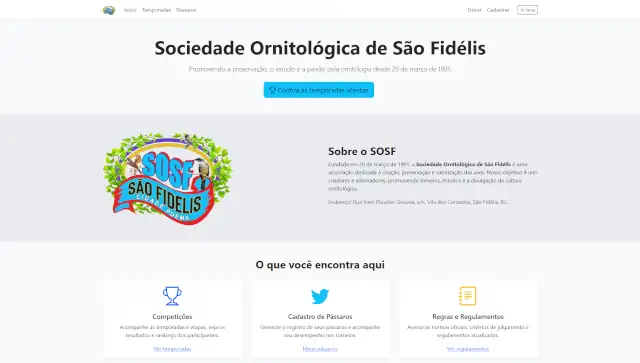 Início Temporadas Pássaros
Entrar Cadastrar Tema
Sociedade Ornitológica de São Fidélis
Promovendo a preservação, o estudo e a paixão pela ornitologia desde 20 de março de 1991.
Confira as temporadas abertas
SOSF
SÃO FIDELIS
CIDADE POEMA
Sobre o SOSF
Fundada em 20 de março de 1991, a Sociedade Ornitológica de São Fidélis é uma
associação dedicada à criação, preservação e valorização das aves. Nosso objetivo é unir
criadores e admiradores, promovendo torneios, estudos e a divulgação da cultura
ornitológica.
Endereço: Rua Ivani Gouvea, s/n, Vila dos Coroados, São Fidélis, RJ.
O que você encontra aqui
Competições
Acompanhe as temporadas e etapas, veja os
resultados e rankings dos participantes.
Ver temporadas
Cadastro de Pássaros
Gerencie o registro de seus pássaros e acompanhe
seu desempenho nos torneios.
Meus pássaros
Regras e Regulamentos
Acesse as normas oficiais, critérios de julgamento e
regulamentos atualizados.
Ver regulamentos